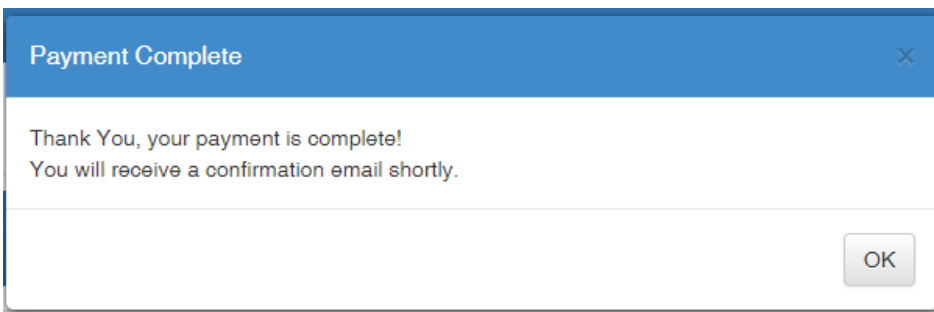 Payment Complete
×
Thank You, your payment is complete!
You will receive a confirmation email shortly.
OK